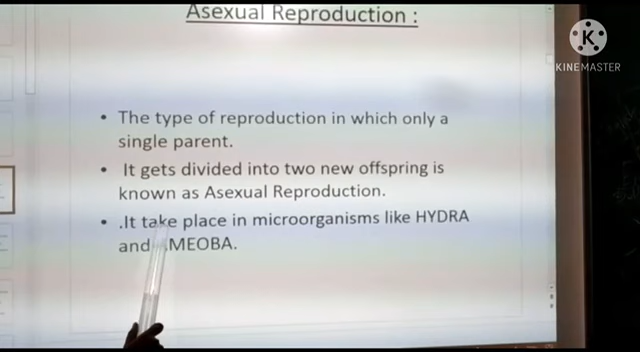 Asexual Reproduction :
K
KINEMASTER
• The type of reproduction in which only a
single parent.
• It gets divided into two new offspring is
known as Asexual Reproduction.
• .It take place in microorganisms like HYDRA
and MEOBA.